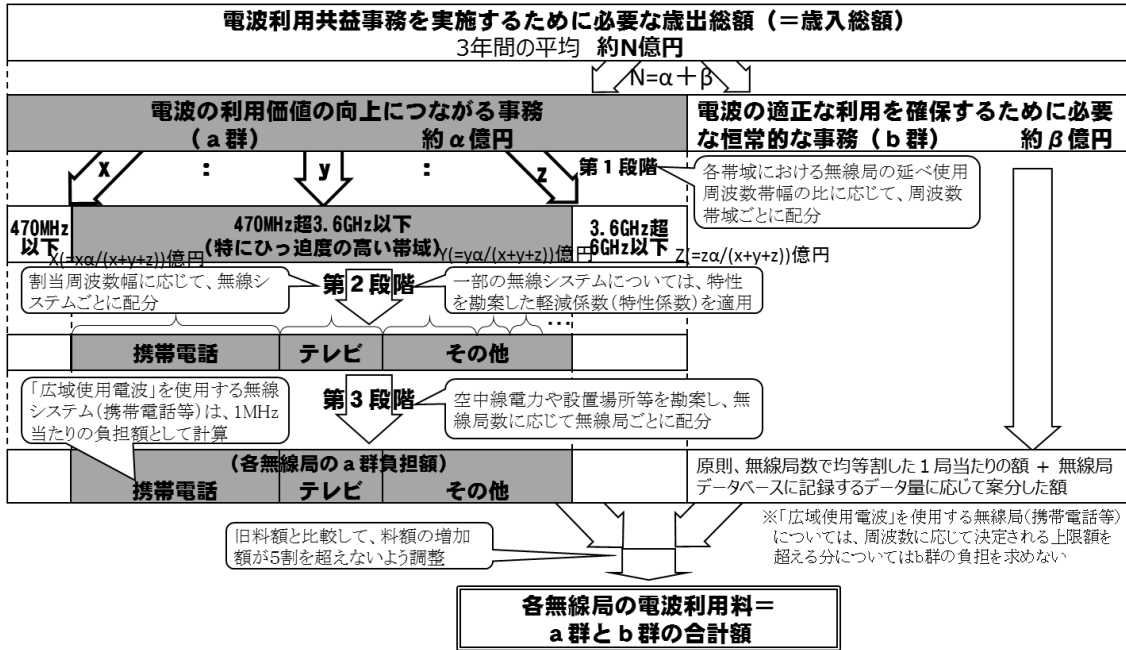 電波利用共益事務を実施するために必要な歳出総額（＝歳入総額）
3年間の平均 約N億円
N=α＋β
電波の利用価値の向上につながる事務
（ａ群） 約α億円
電波の適正な利用を確保するために必要
な恒常的な事務（ｂ群） 約β億円
x : y : z
第１段階
各帯域における無線局の延べ使用
周波数帯幅の比に応じて、周波数
帯域ごとに配分
470MHz
以下
470MHz超3.6GHz以下
(特にひっ迫度の高い帯域)
3.6GHz超
6GHz以下
X(=xα/(x+y+z))億円
Y(=yα/(x+y+z))億円
Z(=zα/(x+y+z))億円
割当周波数幅に応じて、無線シ
ステムごとに配分
第２段階
一部の無線システムについては、特性
を勘案した軽減係数(特性係数)を適用
…
携帯電話 テレビ その他
「広域使用電波」を使用する無線
システム(携帯電話等)は、1MHz
当たりの負担額として計算
第３段階
空中線電力や設置場所等を勘案し、無
線局数に応じて無線局ごとに配分
(各無線局のａ群負担額)
携帯電話 テレビ その他
原則、無線局数で均等割した１局当たりの額 + 無線局
データベースに記録するデータ量に応じて案分した額
旧料額と比較して、料額の増加
額が5割を超えないよう調整
※「広域使用電波」を使用する無線局(携帯電話等)
については、周波数に応じて決定される上限額を
超える分についてはb群の負担を求めない
各無線局の電波利用料＝
ａ群とｂ群の合計額